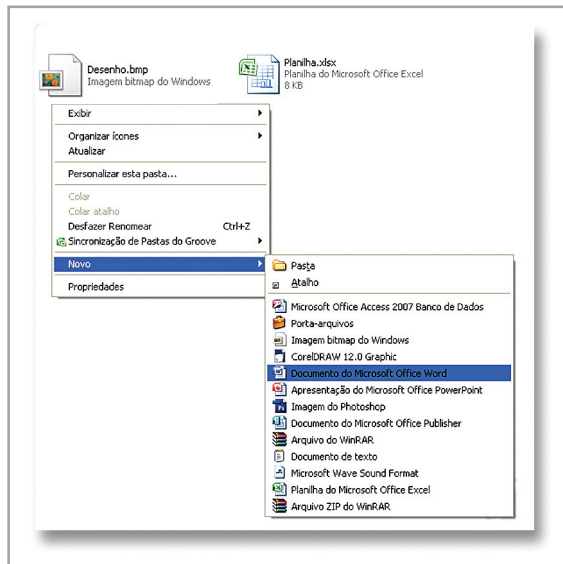 Desenho.bmp
Imagem bitmap do Windows
Planilha.xlsx
Planilha do Microsoft Office Excel
8 KB
Exibir
Organizar ícones
Atualizar
Personalizar esta pasta...
Colar
Colar atalho
Desfazer Renomear Ctrl+Z
Sincronização de Pastas do Groove
Novo
Propriedades
Pasta
Atalho
Microsoft Office Access 2007 Banco de Dados
Porta-arquivos
Imagem bitmap do Windows
CorelDRAW 12.0 Graphic
Documento do Microsoft Office Word
Apresentação do Microsoft Office PowerPoint
Imagem do Photoshop
Documento do Microsoft Office Publisher
Arquivo do WinRAR
Documento de texto
Microsoft Wave Sound Format
Planilha do Microsoft Office Excel
Arquivo ZIP do WinRAR